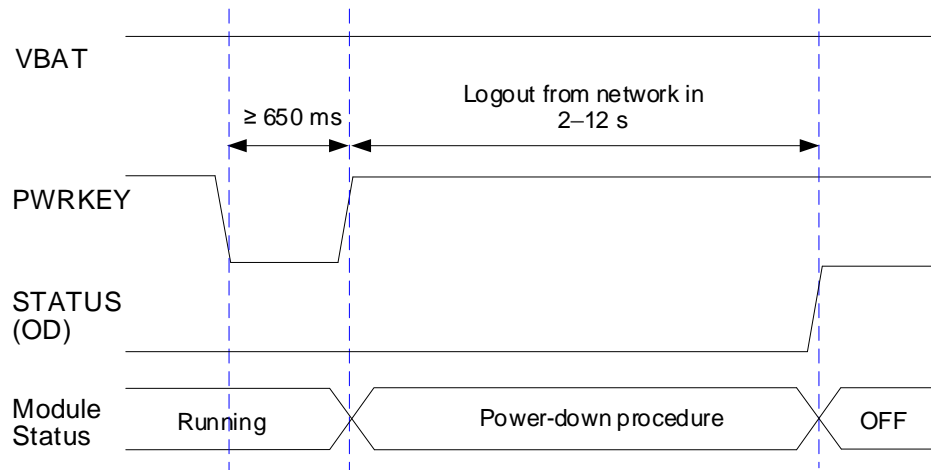 VBAT
Logout from network in
2–12 s
≥ 650 ms
PWRKEY
STATUS
(OD)
Module
Status
Running
Power-down procedure
OFF